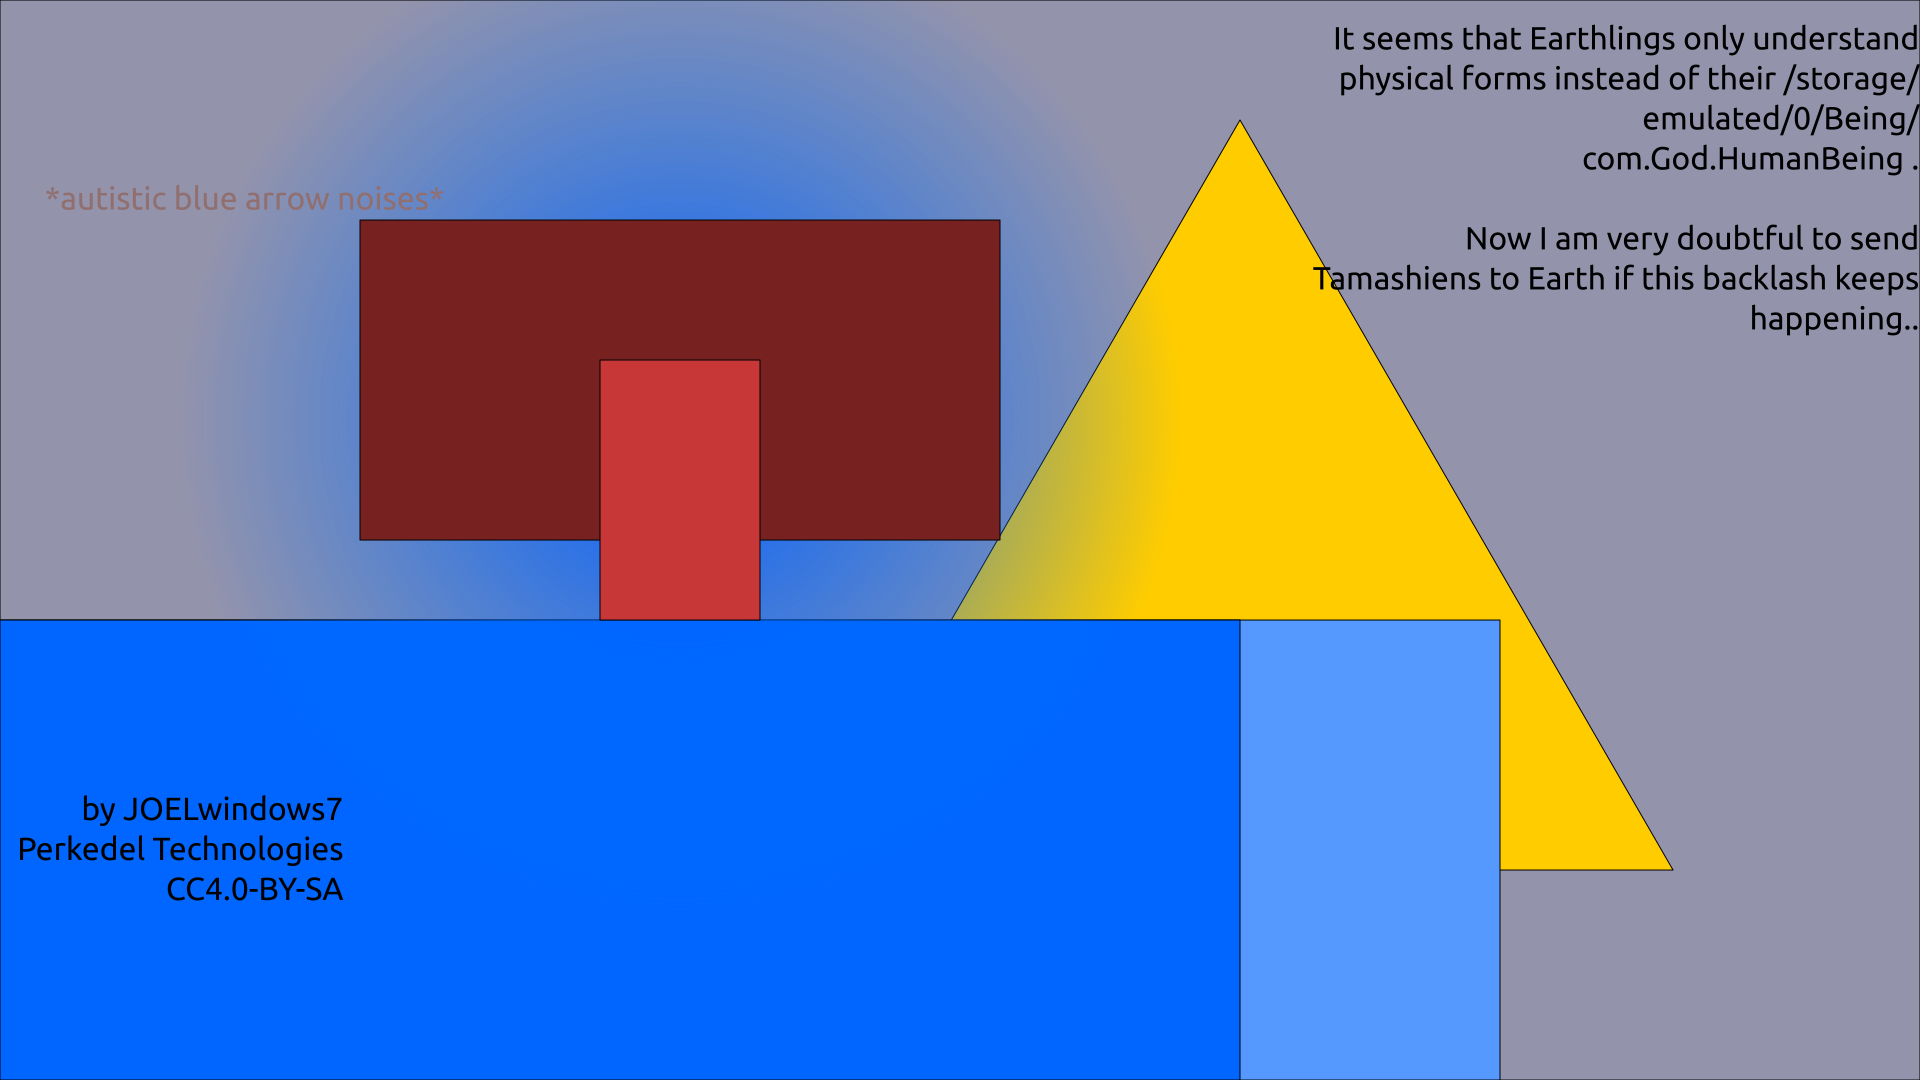 It seems that Earthlings only understand
physical forms instead of their /storage/
emulated/0/Being/
com.God.HumanBeing .
Now I am very doubtful to send
Tamashiens to Earth if this backlash keeps
happening..
*autistic blue arrow noises*
by JOELwindows7
Perkedel Technologies
CC4.0-BY-SA